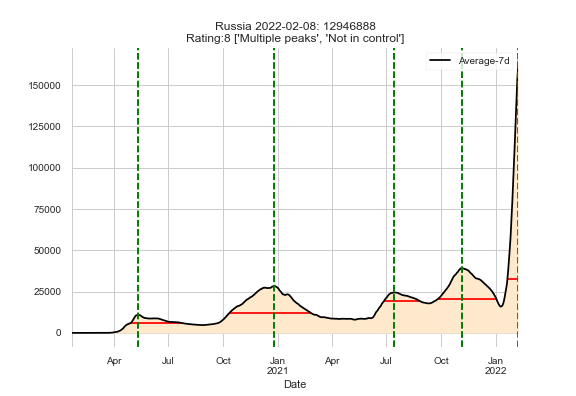 Russia 2022-02-08: 12946888
Rating:8 ['Multiple peaks', 'Not in control']
Average-7d
150000
125000
100000
75000
50000
25000
0
Apr
Jul
Oct
Jan
2021
Apr
Jul
Oct
Jan
2022
Date